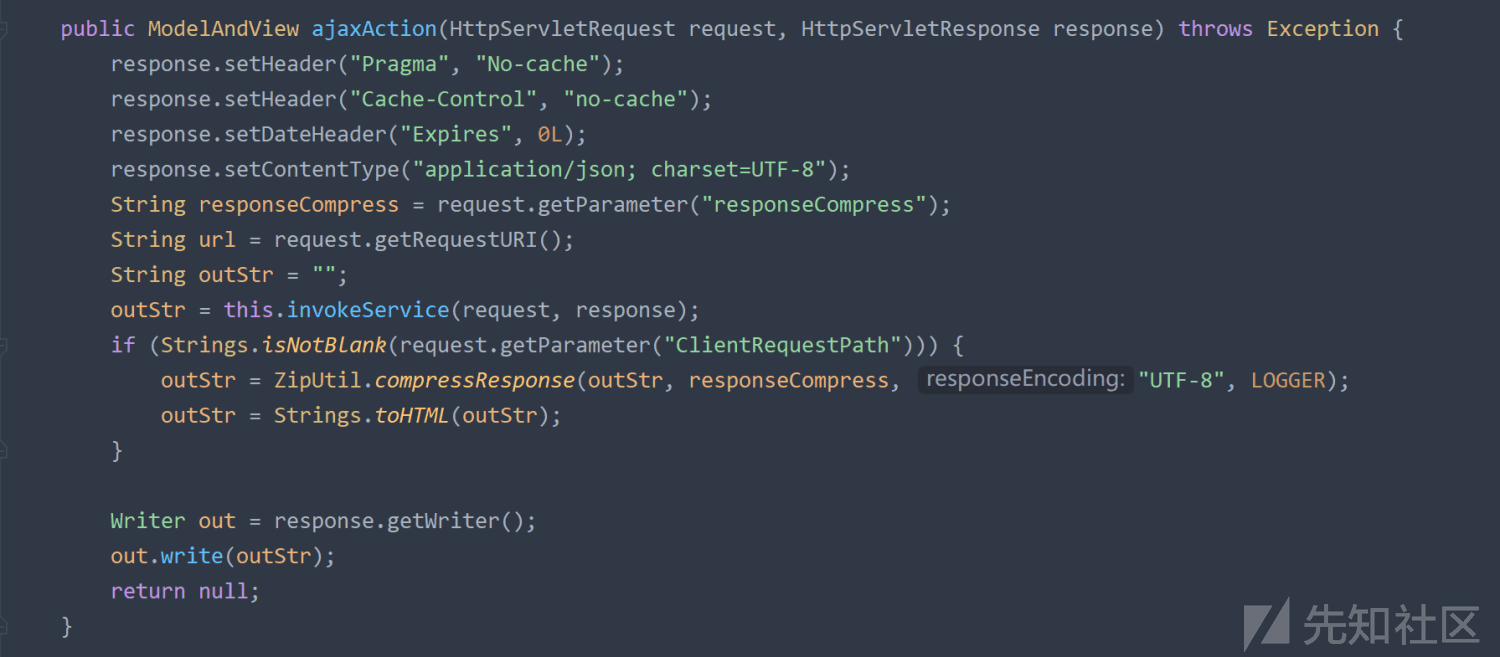 public ModelAndView ajaxAction(HttpServletRequest request, HttpServletResponse response) throws Exception {
    response.setHeader("Pragma", "No-cache");
    response.setHeader("Cache-Control", "no-cache");
    response.setDateHeader("Expires", 0L);
    response.setContentType("application/json; charset=UTF-8");
    String responseCompress = request.getParameter("responseCompress");
    String url = request.getRequestURI();
    String outStr = "";
    outStr = this.invokeService(request, response);
    if (Strings.isNotBlank(request.getParameter("ClientRequestPath"))) {
        outStr = ZipUtil.compressResponse(outStr, responseCompress, responseEncoding: "UTF-8", LOGGER);
        outStr = Strings.toHTML(outStr);
    }
    Writer out = response.getWriter();
    out.write(outStr);
    return null;
}
先知社区